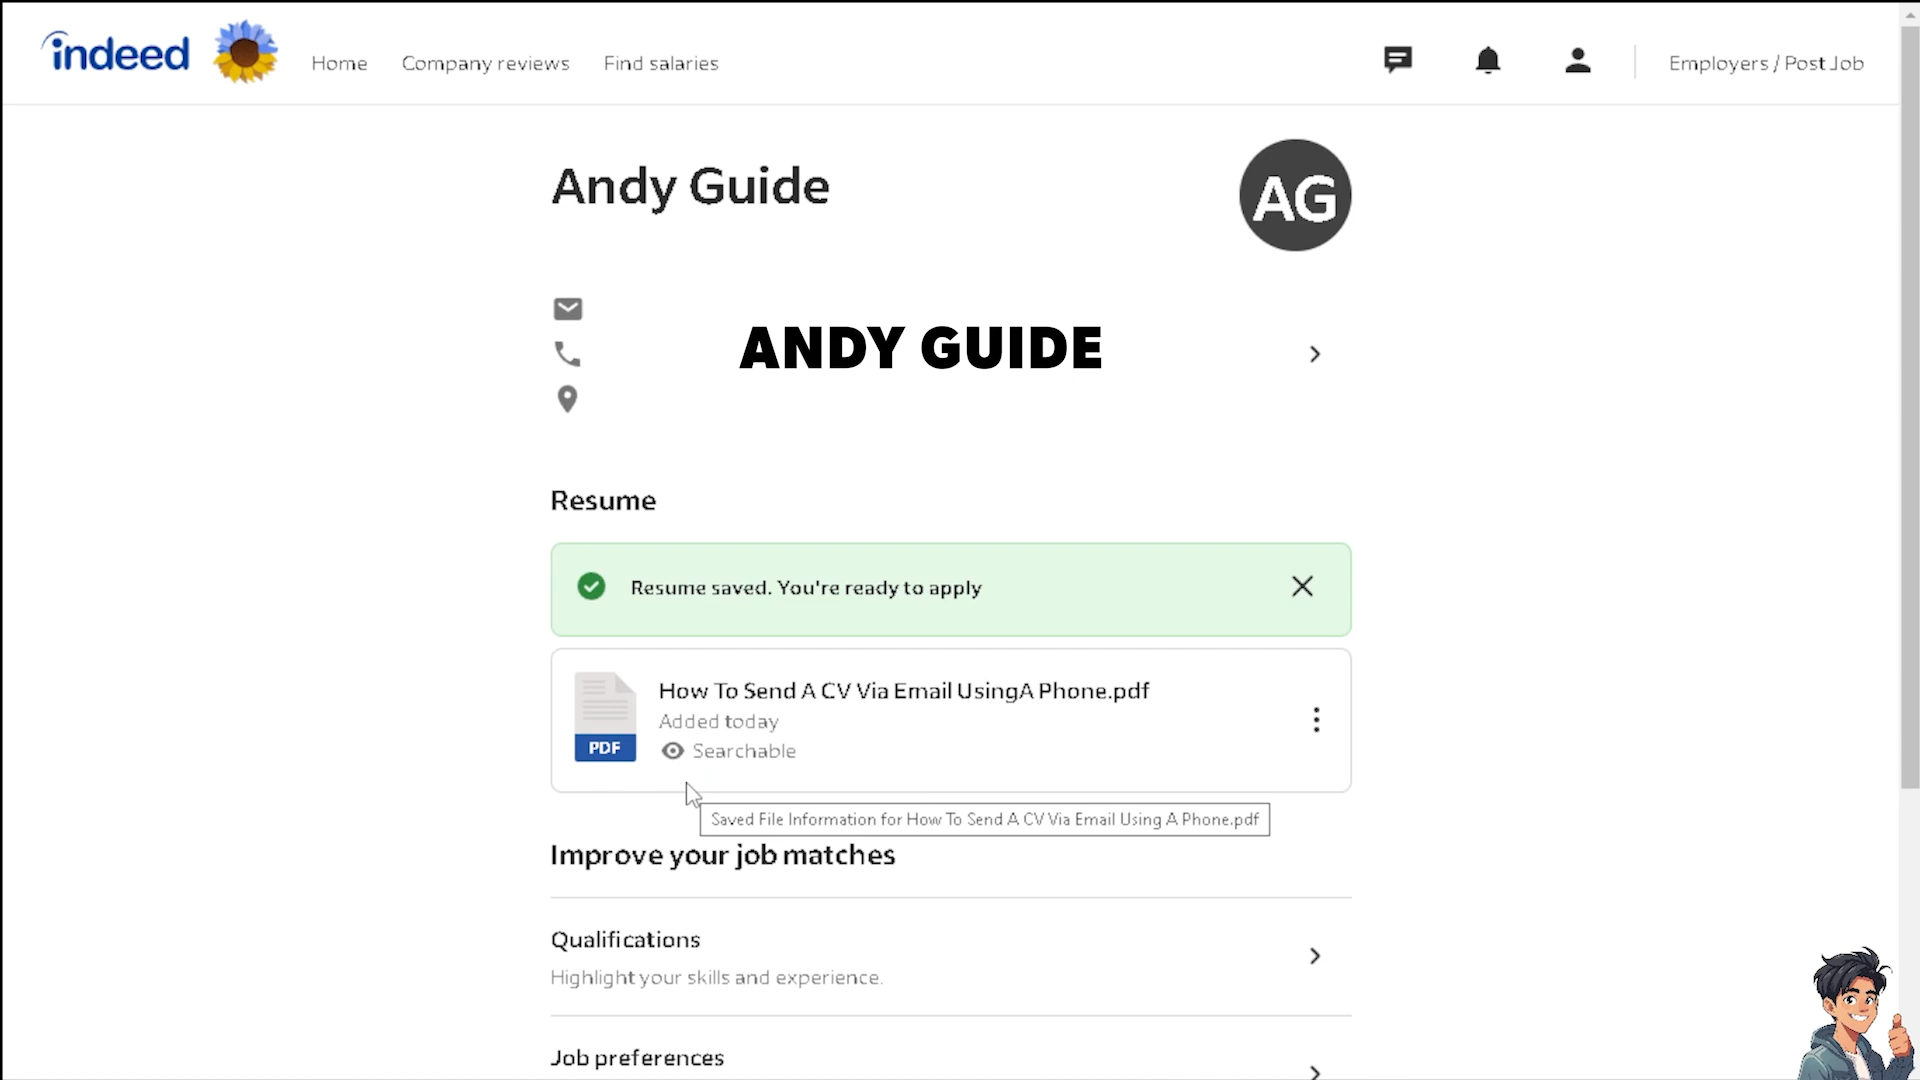 indeed
Home
Company reviews
Find salaries
Employers / Post Job
Andy Guide
AG
ANDY GUIDE
Resume
Resume saved. You're ready to apply
How To Send A CV Via Email UsingA Phone.pdf
Added today
PDF
Searchable
Saved File Information for How To Send A CV Via Email Using A Phone.pdf
Improve your job matches
Qualifications
Highlight your skills and experience.
Job preferences